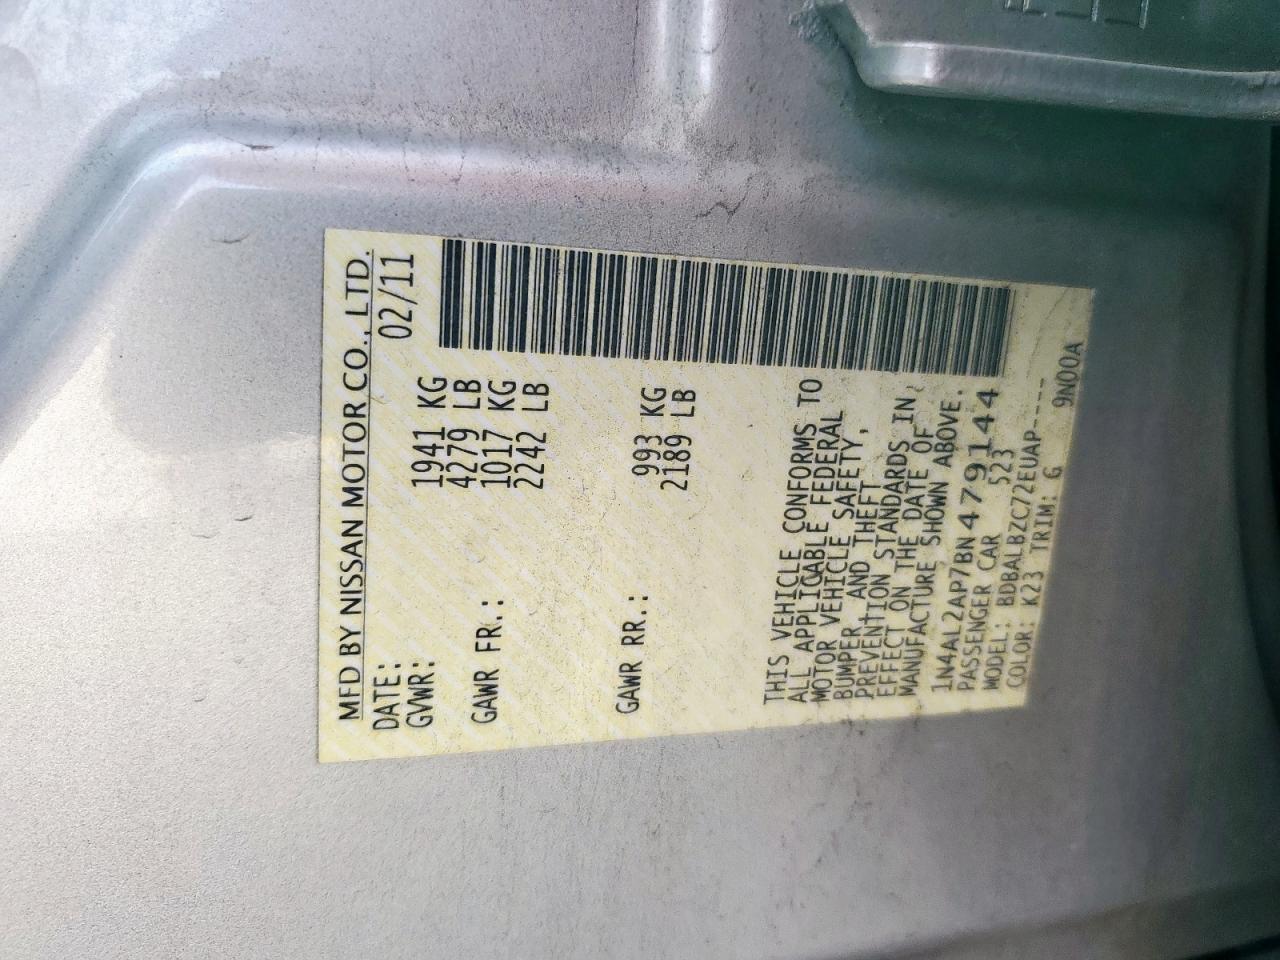 MFD BY NISSAN MOTOR CO., LTD.
DATE: 02/11
GVWR: 1941 KG
4279 LB
GAWR FR.: 1017 KG
2242 LB
GAWR RR.: 993 KG
2189 LB
THIS VEHICLE CONFORMS TO
ALL APPLICABLE FEDERAL
MOTOR VEHICLE SAFETY,
BUMPER AND THEFT
PREVENTION STANDARDS IN
EFFECT ON THE DATE OF
MANUFACTURE SHOWN ABOVE.
1N4AL2AP7BN479144
PASSENGER CAR 523
MODEL: BDBALBZC72EUAP----
COLOR: K23 TRIM: G 9N00A